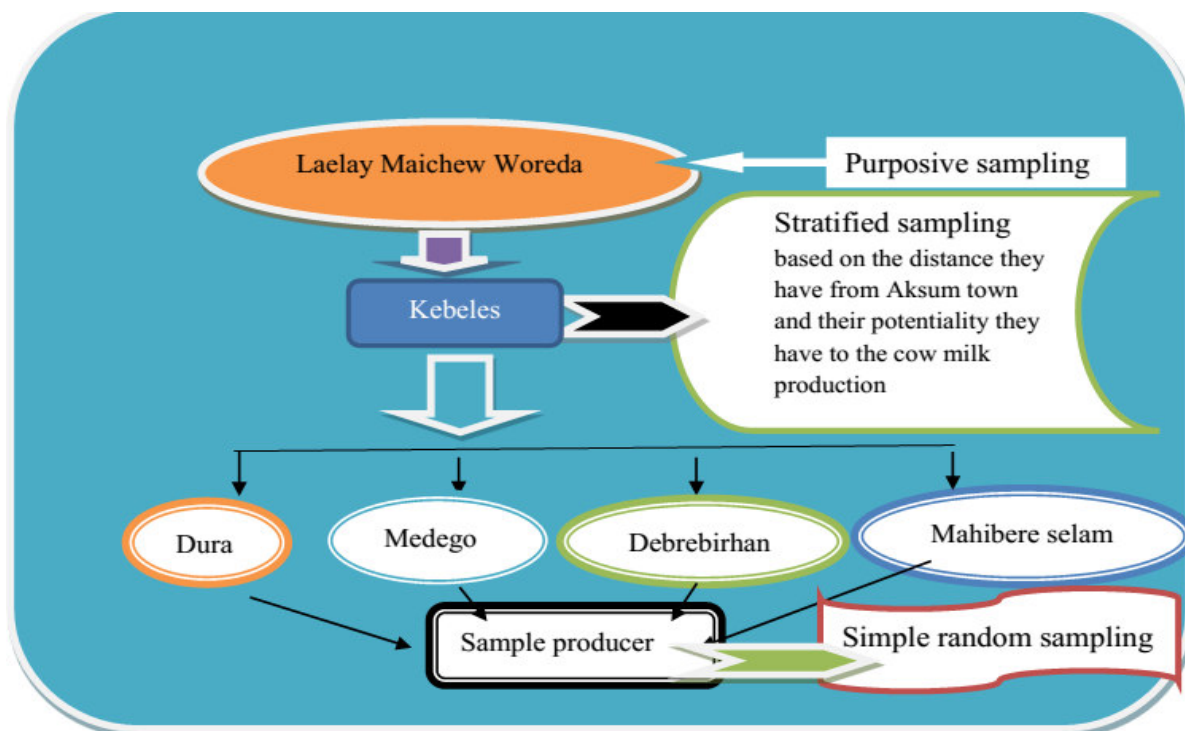 Laelay Maichew Woreda
Purposive sampling
Stratified sampling
based on the distance they
have from Aksum town
and their potentiality they
have to the cow milk
production
Kebeles
Dura
Medego
Debrebirhan
Mahibere selam
Sample producer
Simple random sampling